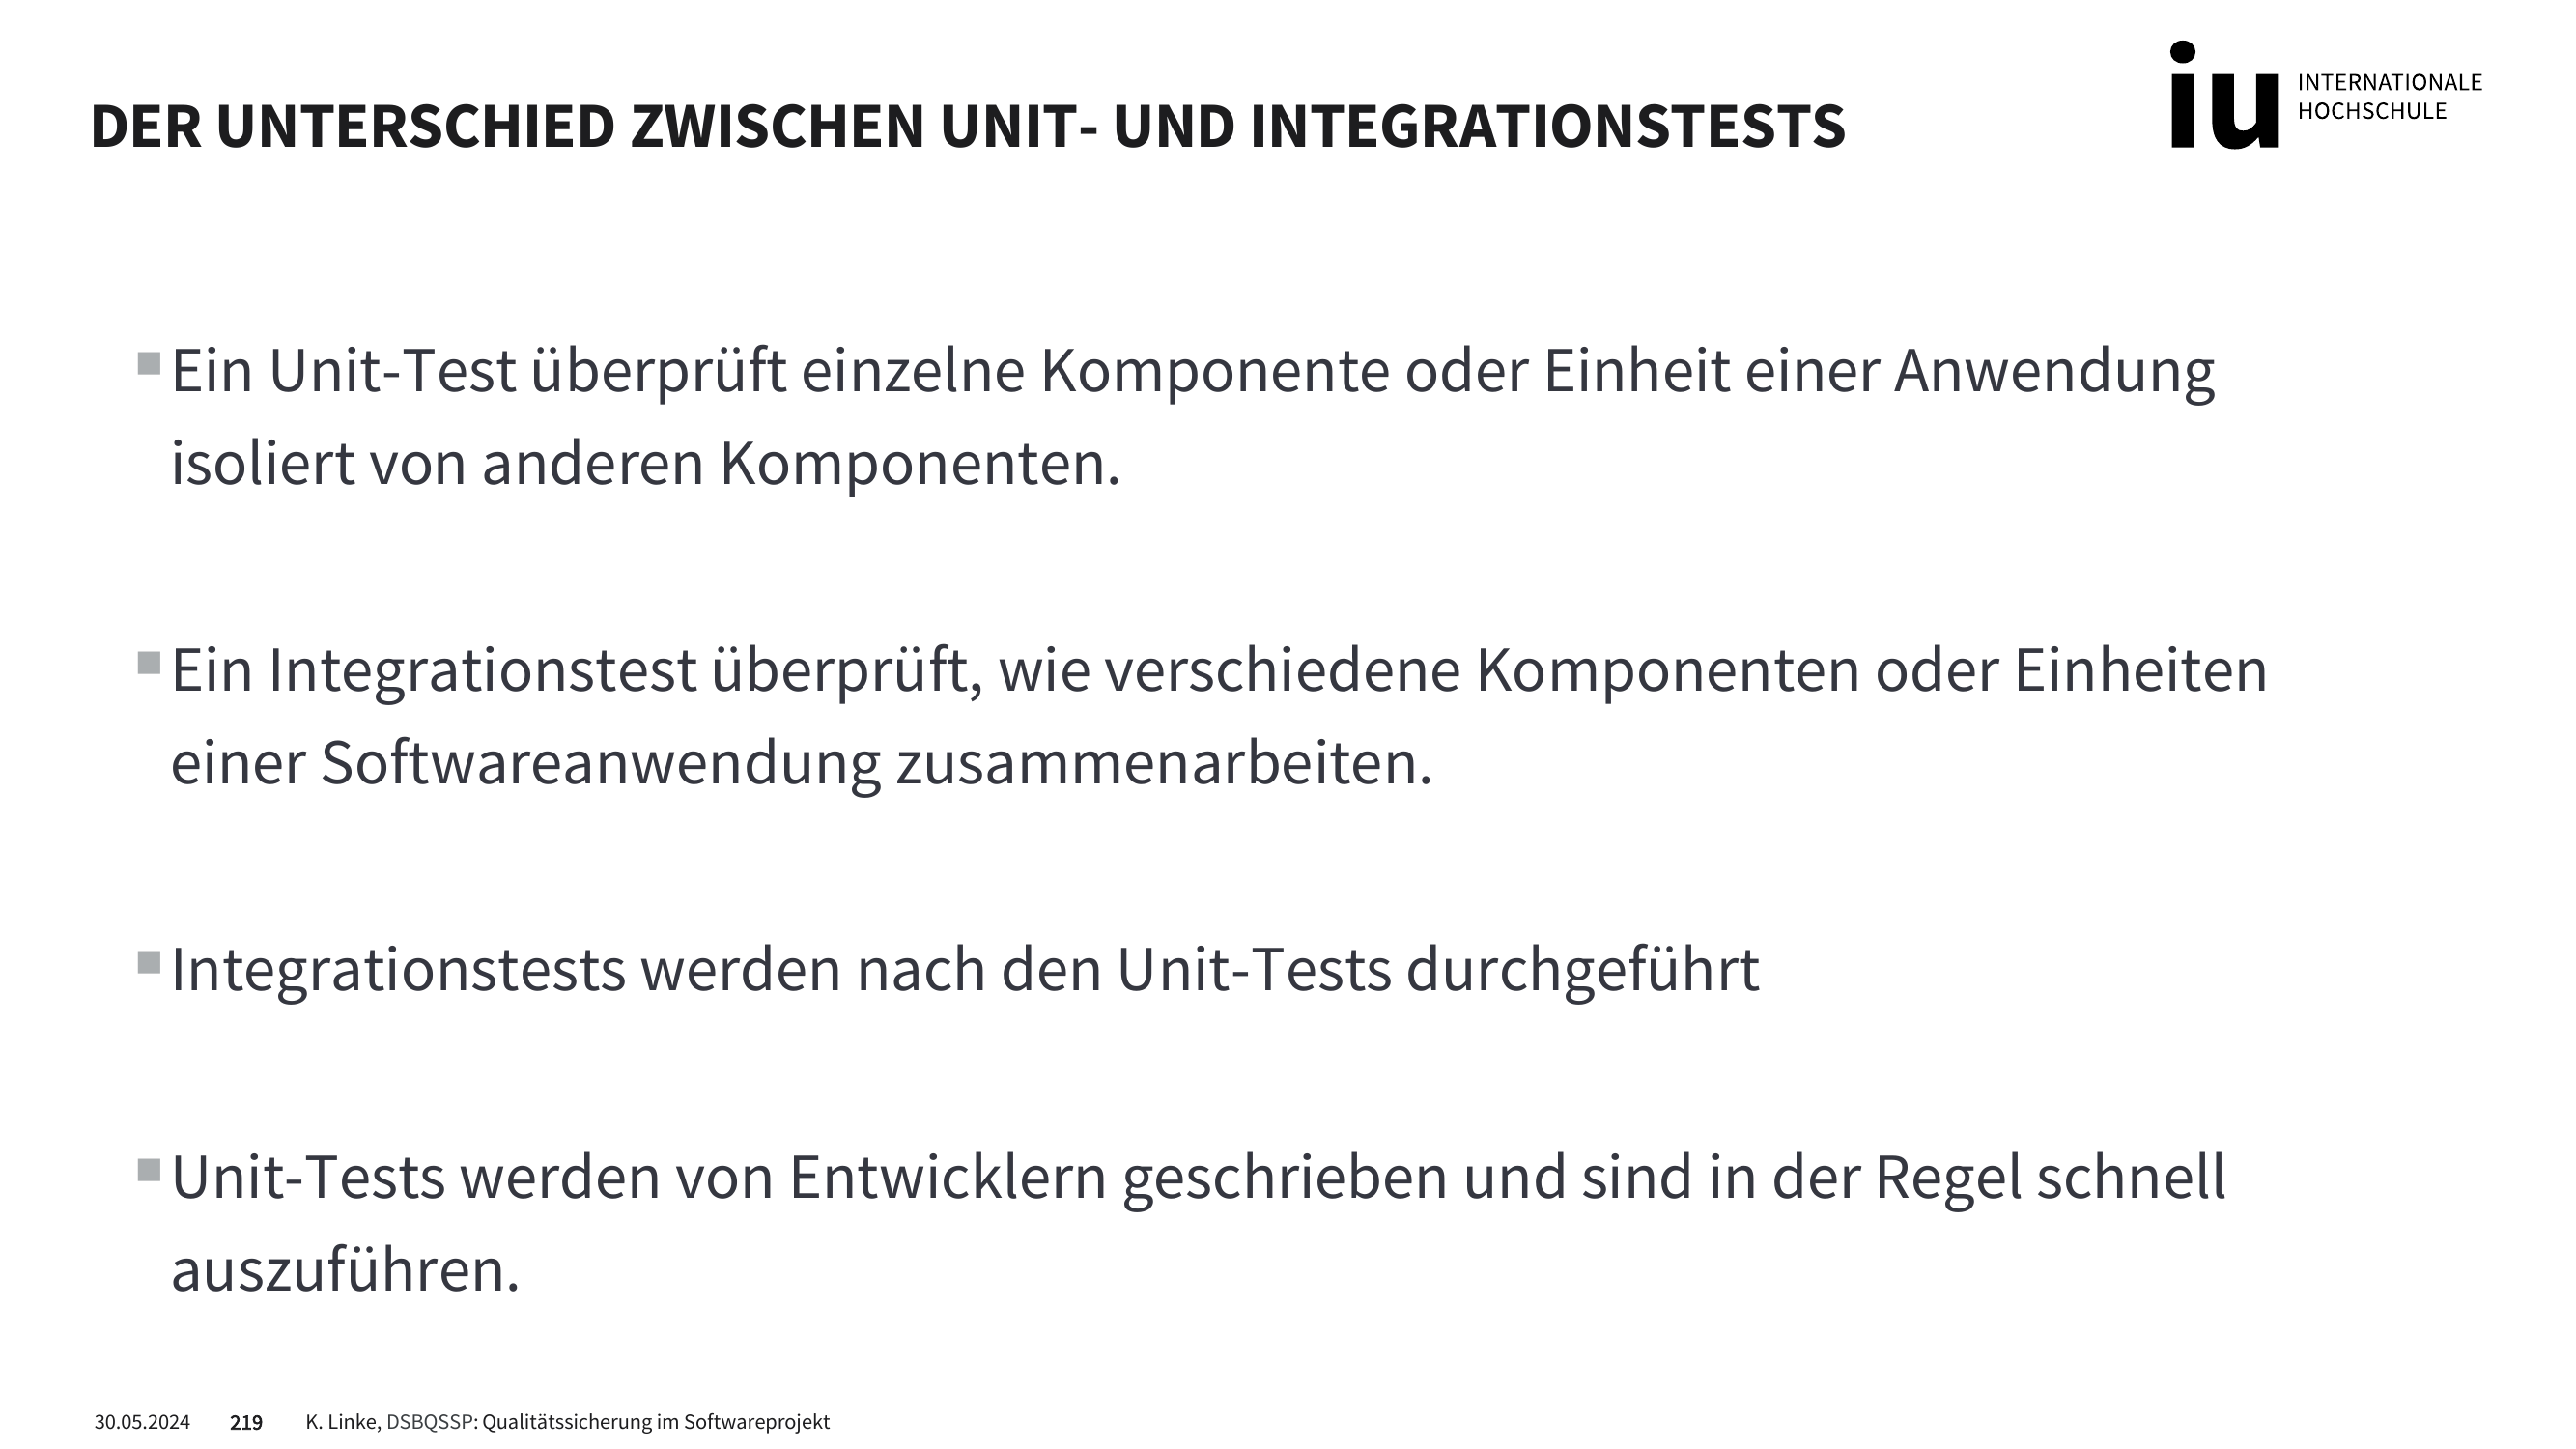 DER UNTERSCHIED ZWISCHEN UNIT- UND INTEGRATIONSTESTS
iu INTERNATIONALE
HOCHSCHULE
Ein Unit-Test überprüft einzelne Komponente oder Einheit einer Anwendung
isoliert von anderen Komponenten.
Ein Integrationstest überprüft, wie verschiedene Komponenten oder Einheiten
einer Softwareanwendung zusammenarbeiten.
Integrationstests werden nach den Unit-Tests durchgeführt
Unit-Tests werden von Entwicklern geschrieben und sind in der Regel schnell
auszuführen.
30.05.2024 219 K. Linke, DSBQSSP: Qualitätssicherung im Softwareprojekt